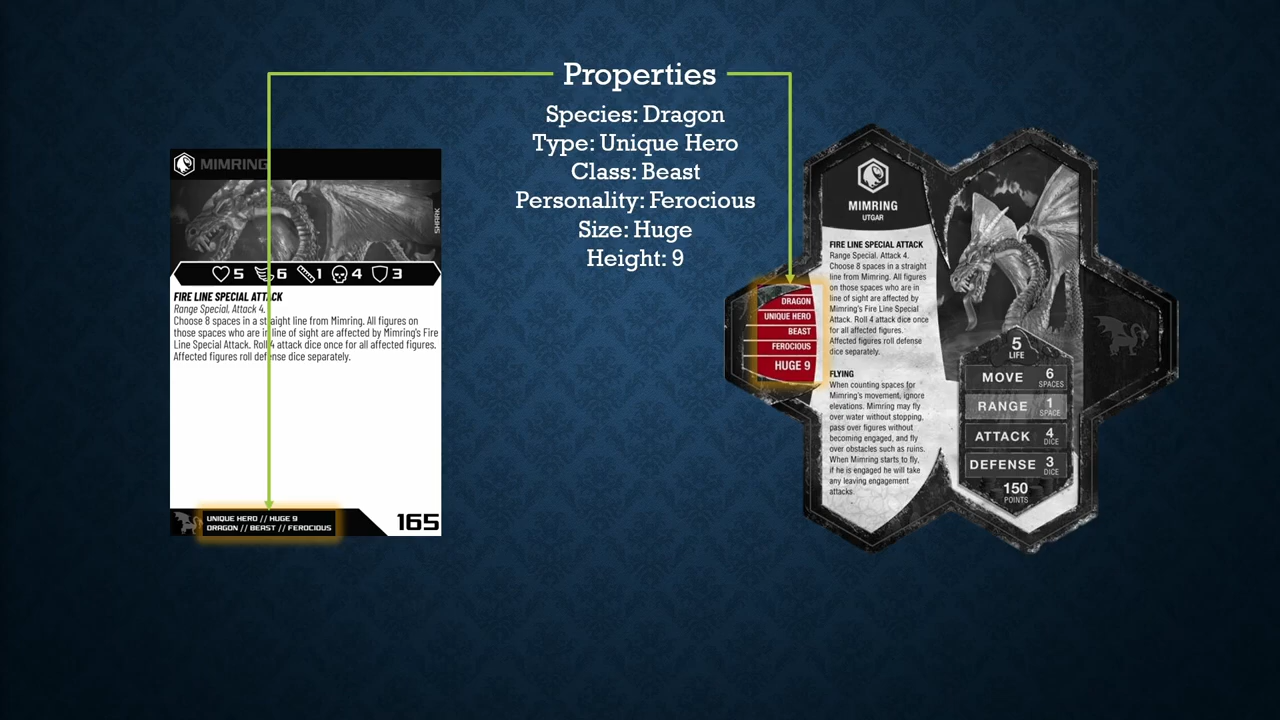 Properties
Species: Dragon
Type: Unique Hero
Class: Beast
Personality: Ferocious
Size: Huge
Height: 9
MIMRING
SHARK
5 6 1 4 3
FIRE LINE SPECIAL ATTACK
Range Special, Attack 4.
Choose 8 spaces in a straight line from Mimring. All figures on
those spaces who are in line of sight are affected by Mimring's Fire
Line Special Attack. Roll 4 attack dice once for all affected figures.
Affected figures roll defense dice separately.
UNIQUE HERO // HUGE 9
DRAGON // BEAST // FEROCIOUS
165
MIMRING
UTGAR
DRAGON
UNIQUE HERO
BEAST
FEROCIOUS
HUGE 9
FIRE LINE SPECIAL ATTACK
Range Special. Attack 4.
Choose 8 spaces in a straight
line from Mimring. All figures
on those spaces who are in
line of sight are affected by
Mimring's Fire Line Special
Attack. Roll 4 attack dice once
for all affected figures.
Affected figures roll defense
dice separately.
FLYING
When counting spaces for
Mimring's movement, ignore
elevations. Mimring may fly
over water without stopping,
pass over figures without
becoming engaged, and fly
over obstacles such as ruins.
When Mimring starts to fly,
if he is engaged he will take
any leaving engagement
attacks.
5
LIFE
MOVE 6 SPACES
RANGE 1 SPACE
ATTACK 4 DICE
DEFENSE 3 DICE
150
POINTS